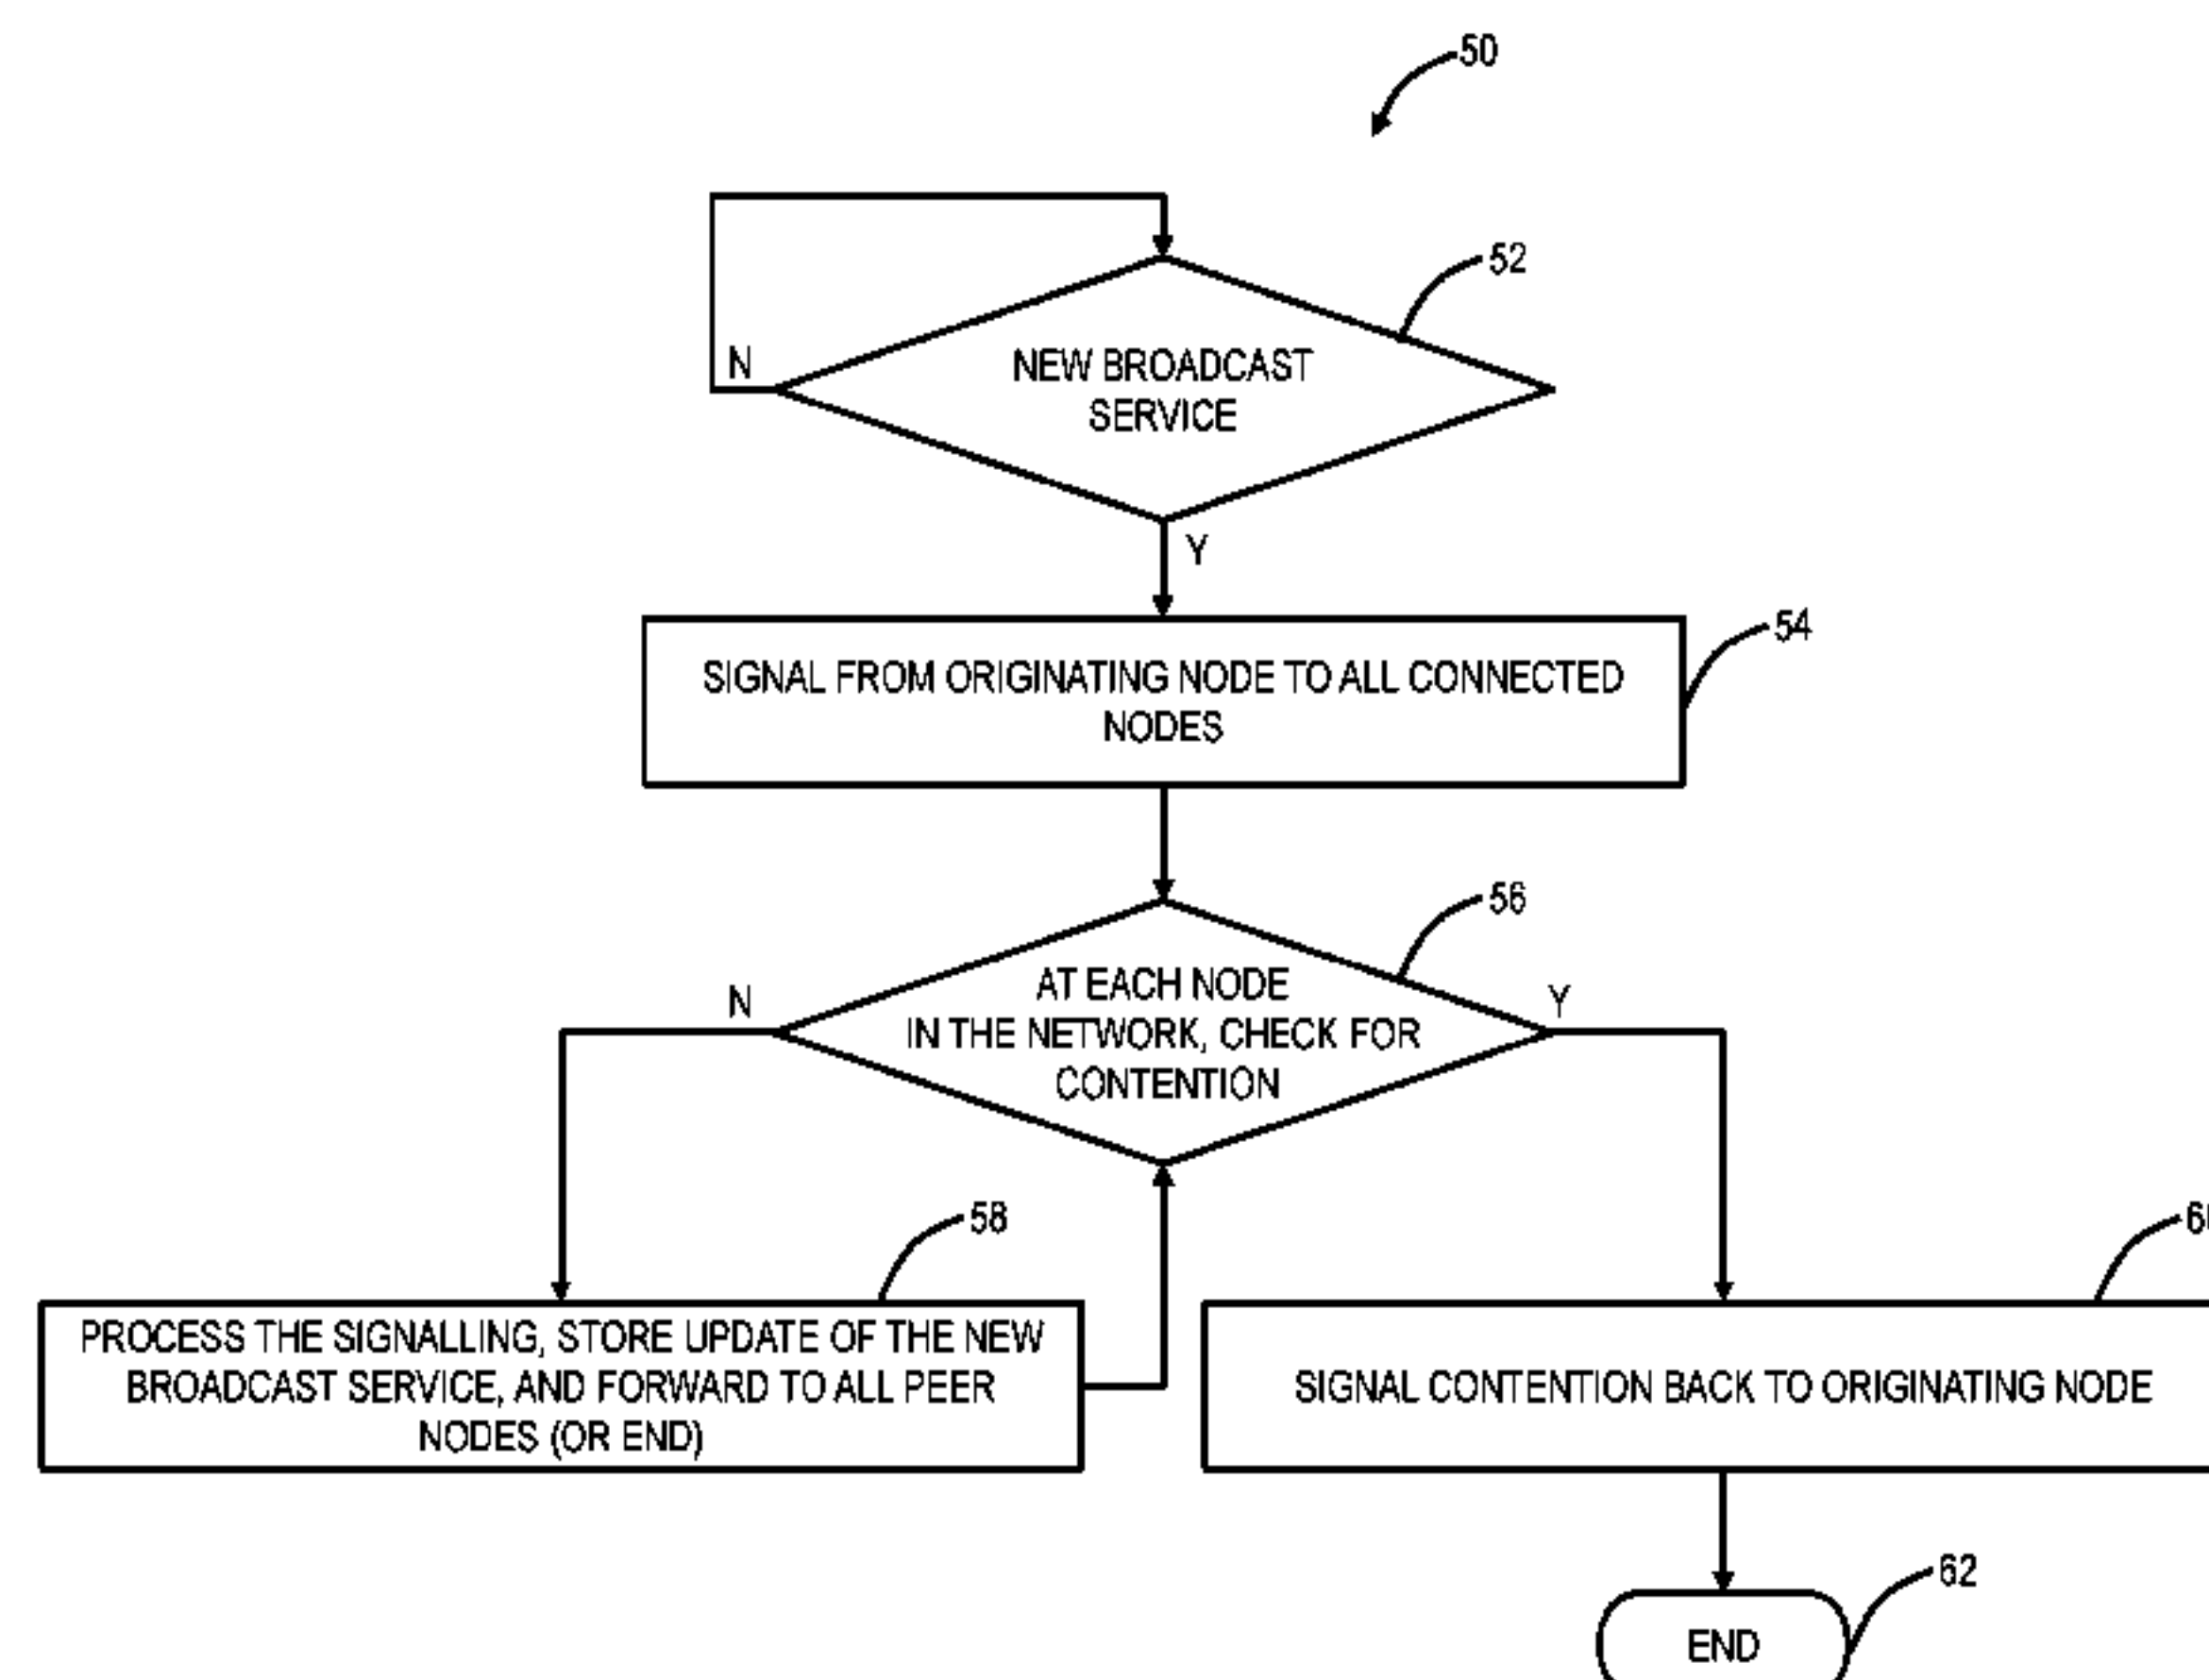 50
52
N
NEW BROADCAST
SERVICE
Y
54
SIGNAL FROM ORIGINATING NODE TO ALL CONNECTED
NODES
56
N
AT EACH NODE
IN THE NETWORK, CHECK FOR
CONTENTION
Y
58
PROCESS THE SIGNALLING, STORE UPDATE OF THE NEW
BROADCAST SERVICE, AND FORWARD TO ALL PEER
NODES (OR END)
SIGNAL CONTENTION BACK TO ORIGINATING NODE
62
END